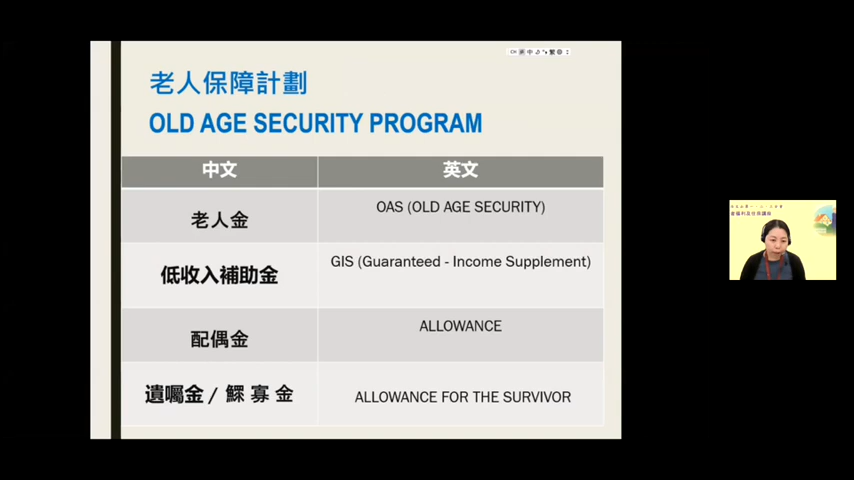 老人保障計劃
OLD AGE SECURITY PROGRAM
中文 英文
老人金 OAS (OLD AGE SECURITY)
低收入補助金 GIS (Guaranteed - Income Supplement)
配偶金 ALLOWANCE
遺囑金 / 鰥 寡 金 ALLOWANCE FOR THE SURVIVOR